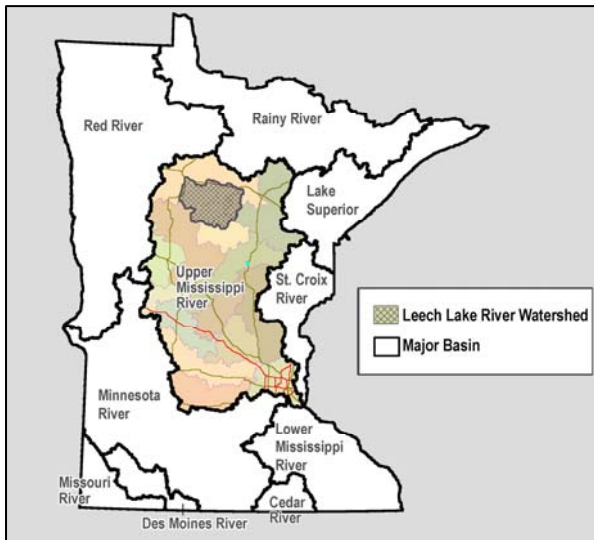 Red River
Rainy River
Lake
Superior
Upper
Mississippi
River
St. Croix
River
Leech Lake River Watershed
Major Basin
Minnesota
River
Lower
Mississippi
River
Missouri
River
Cedar
River
Des Moines River